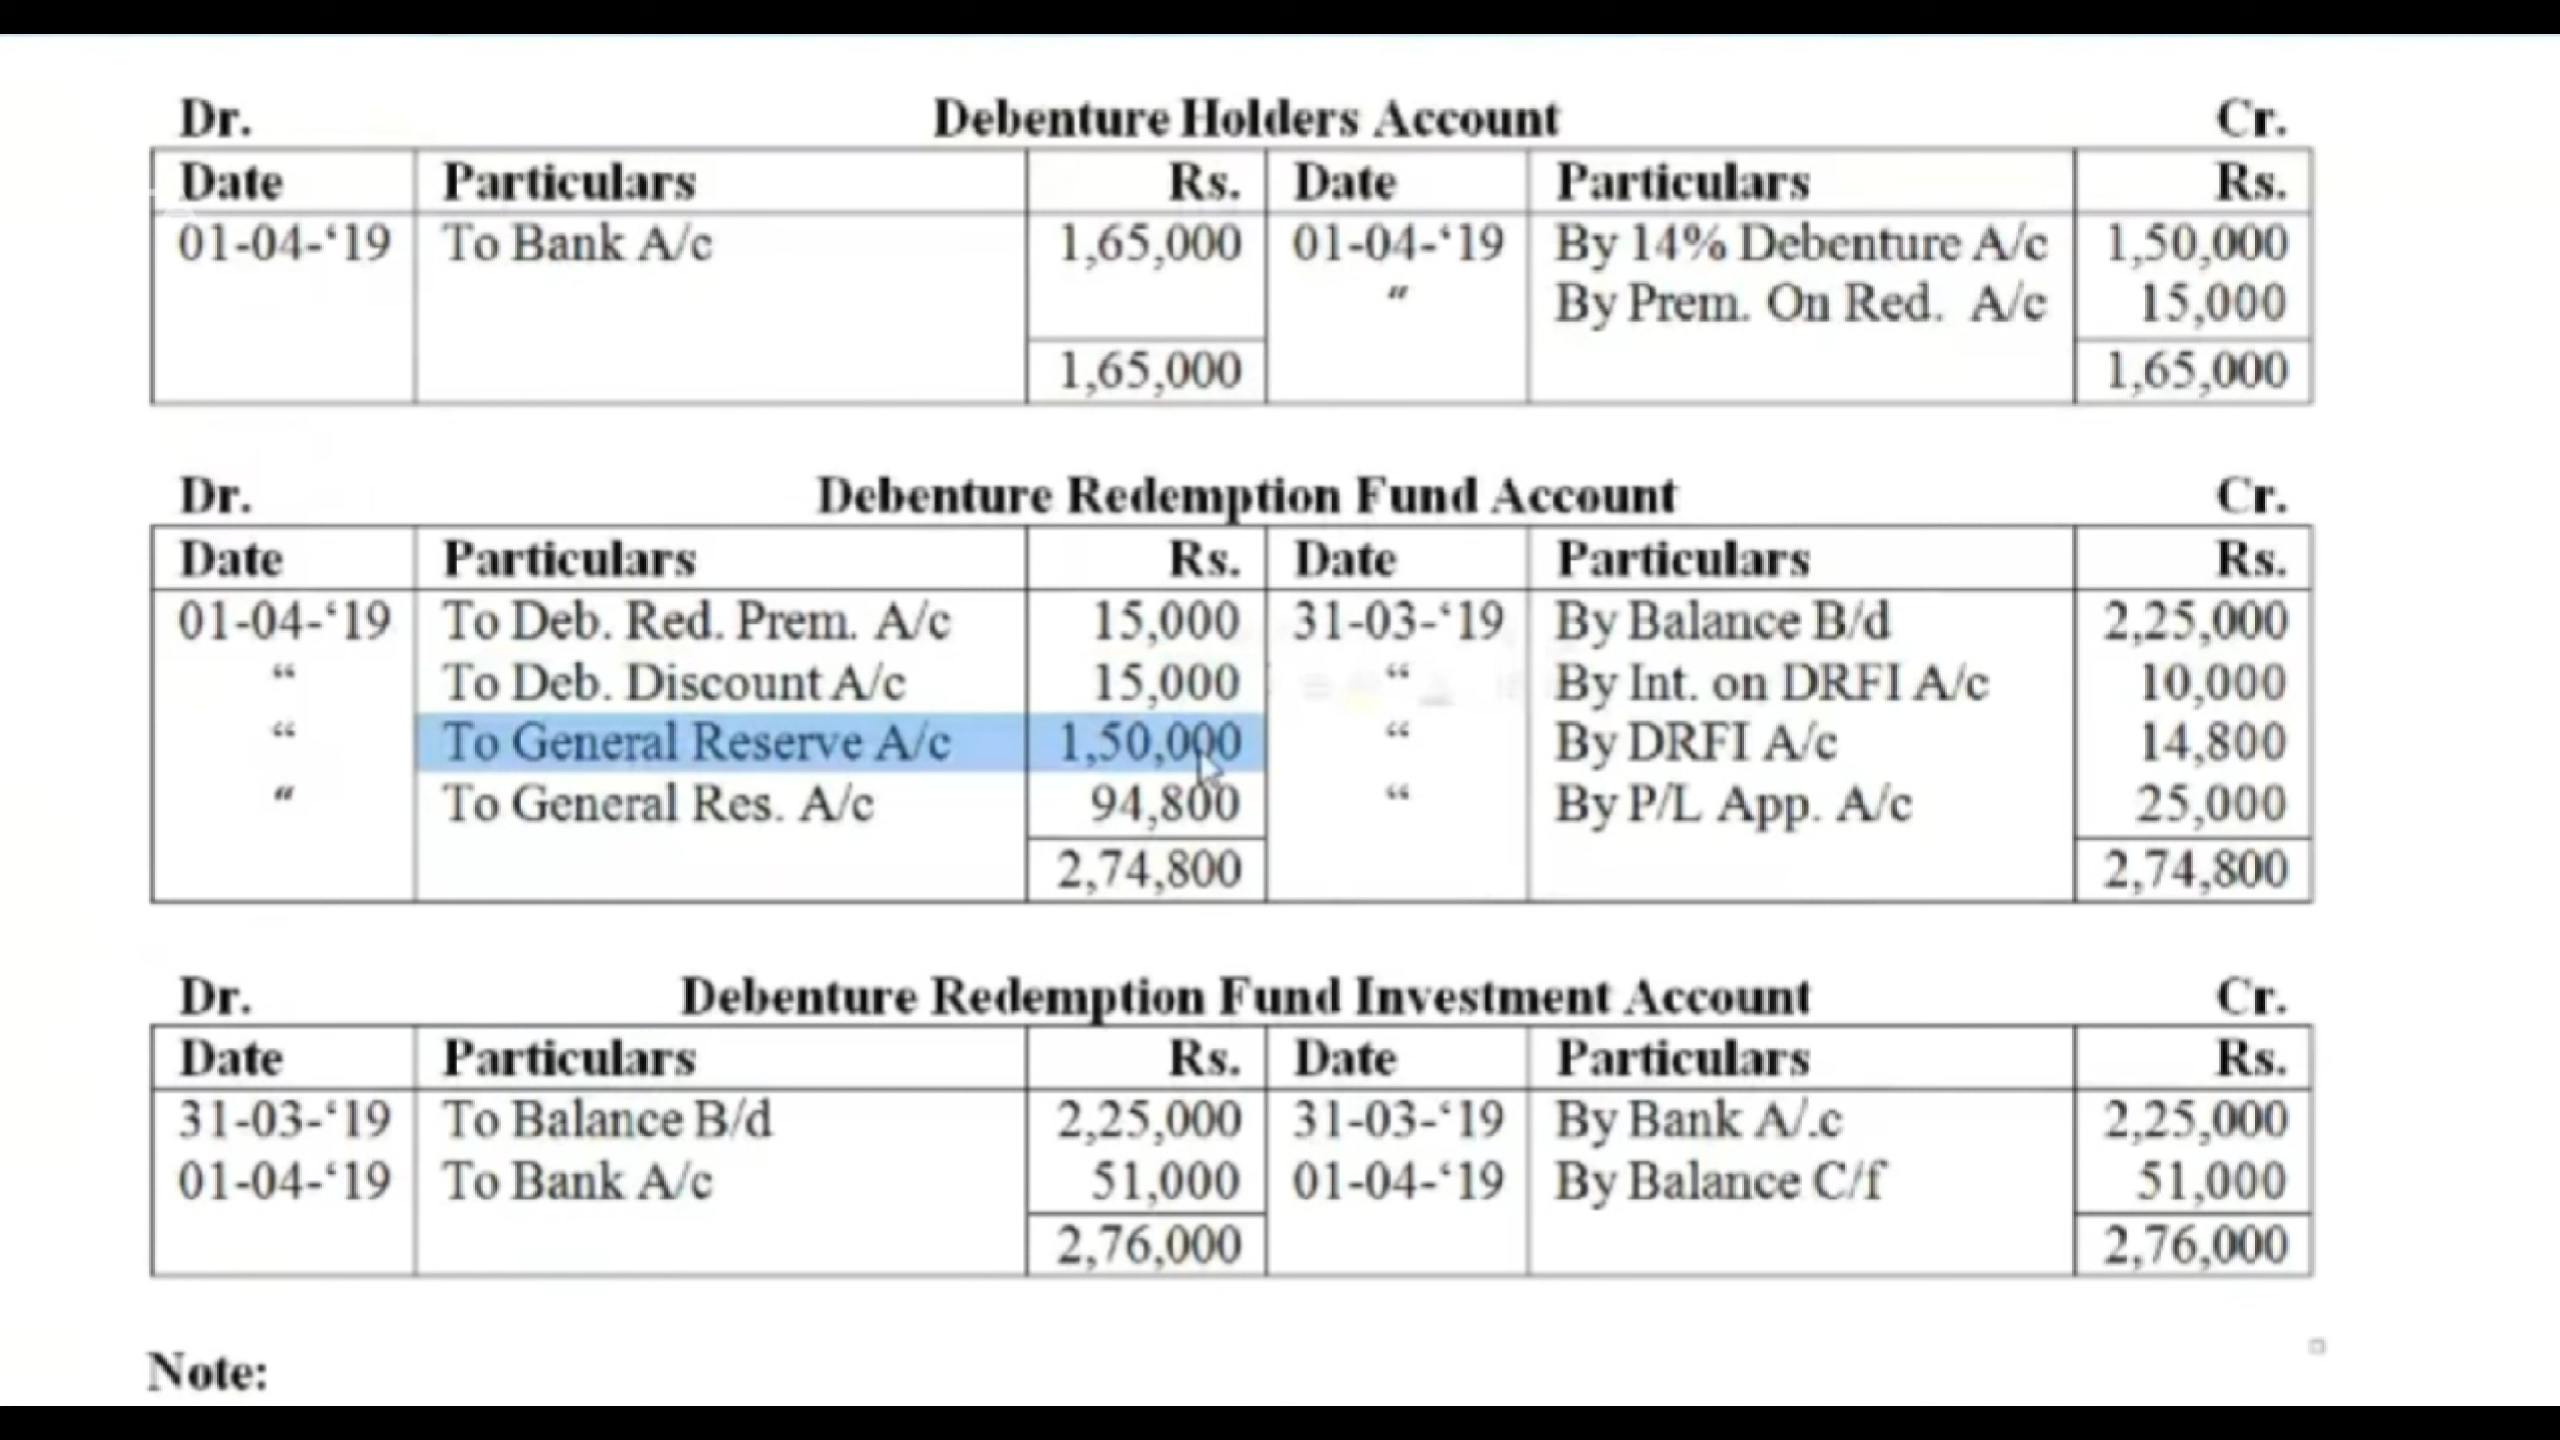 Dr. Debenture Holders Account Cr.
Date Particulars Rs. Date Particulars Rs.
01-04-‘19 To Bank A/c 1,65,000 01-04-‘19 By 14% Debenture A/c 1,50,000
“ By Prem. On Red. A/c 15,000
1,65,000 1,65,000
Dr. Debenture Redemption Fund Account Cr.
Date Particulars Rs. Date Particulars Rs.
01-04-‘19 To Deb. Red. Prem. A/c 15,000 31-03-‘19 By Balance B/d 2,25,000
“ To Deb. Discount A/c 15,000 “ By Int. on DRFI A/c 10,000
“ To General Reserve A/c 1,50,000 “ By DRFI A/c 14,800
“ To General Res. A/c 94,800 “ By P/L App. A/c 25,000
2,74,800 2,74,800
Dr. Debenture Redemption Fund Investment Account Cr.
Date Particulars Rs. Date Particulars Rs.
31-03-‘19 To Balance B/d 2,25,000 31-03-‘19 By Bank A/.c 2,25,000
01-04-‘19 To Bank A/c 51,000 01-04-‘19 By Balance C/f 51,000
2,76,000 2,76,000
Note: